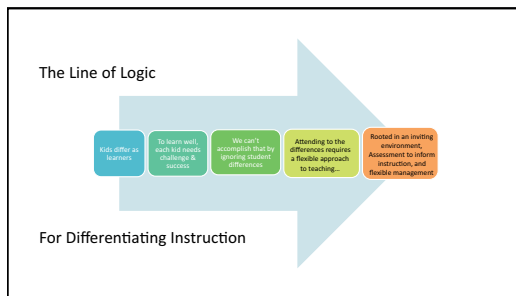 The Line of Logic
Kids differ as
learners
To learn well,
each kid needs
challenge &
success
We can't
accomplish that by
ignoring student
differences
Attending to the
differences requires
a flexible approach
to teaching...
Rooted in an inviting
environment,
Assessment to inform
instruction, and
flexible management
For Differentiating Instruction